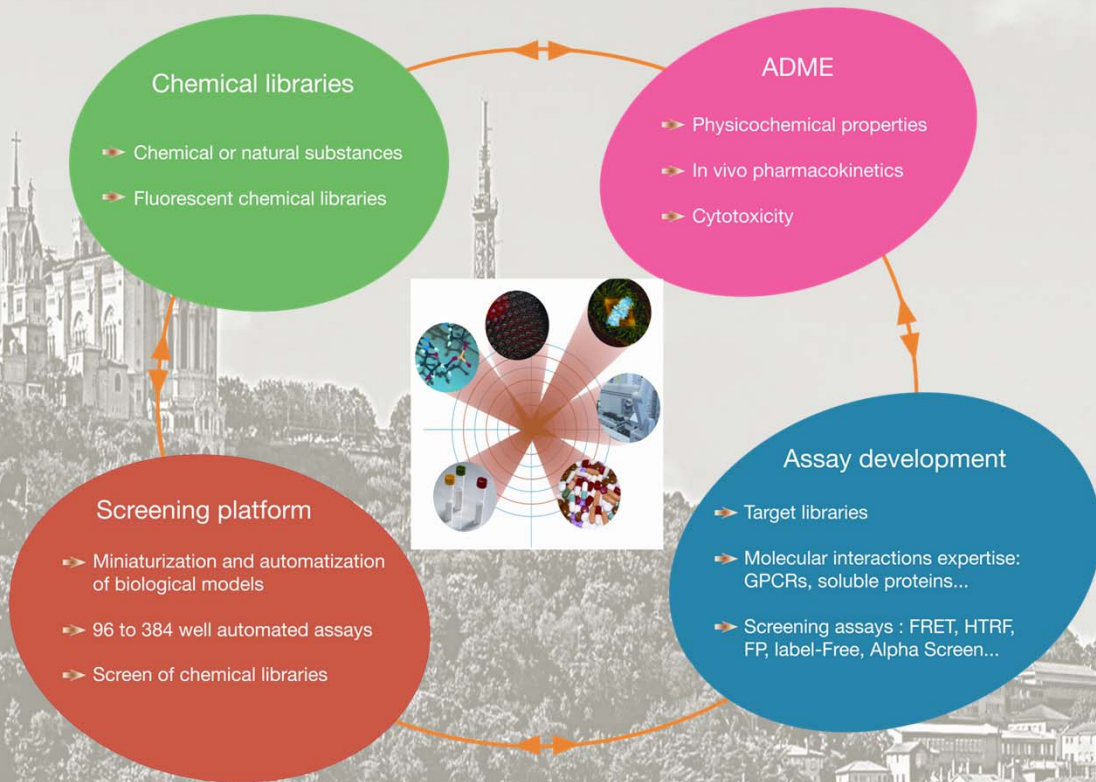 Chemical libraries
Chemical or natural substances
Fluorescent chemical libraries
ADME
Physicochemical properties
In vivo pharmacokinetics
Cytotoxicity
Screening platform
Miniaturization and automatization
of biological models
96 to 384 well automated assays
Screen of chemical libraries
Assay development
Target libraries
Molecular interactions expertise:
GPCRs, soluble proteins...
Screening assays : FRET, HTRF,
FP, label-Free, Alpha Screen...